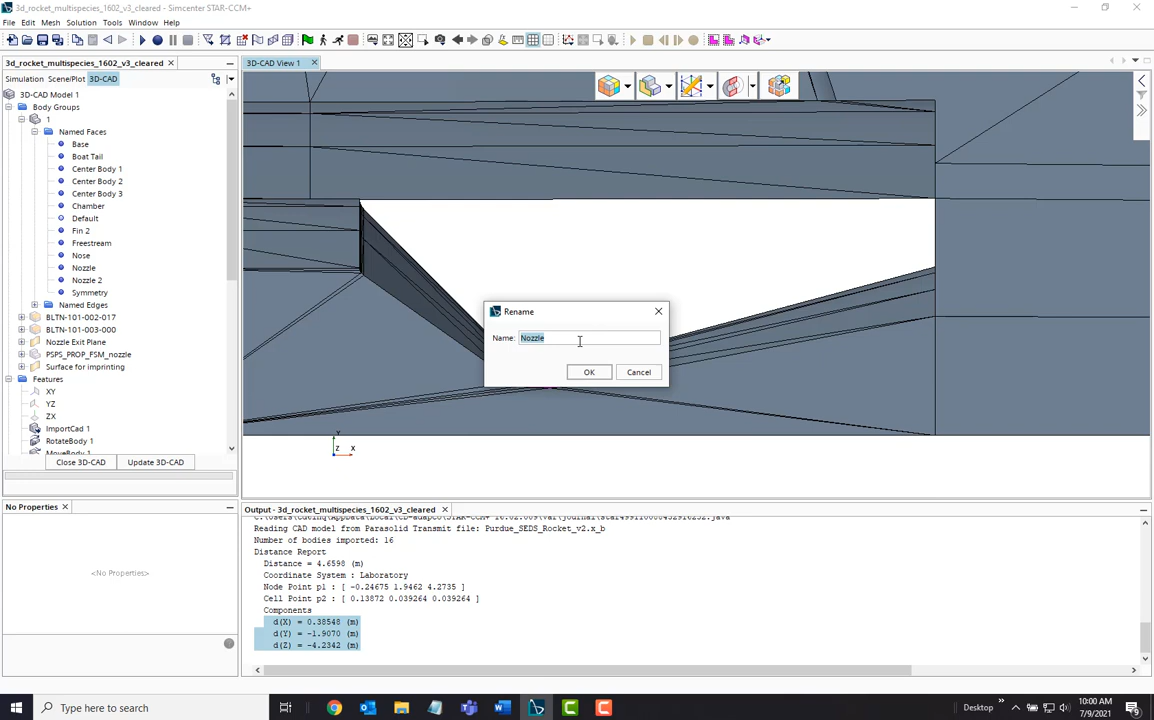 3d_rocket_multispecies_1602_v3_cleared - Simcenter STAR-CCM+
File Edit Mesh Solution Tools Window Help
3d_rocket_multispecies_1602_v3_cleared
3D-CAD View 1
Simulation Scene/Plot 3D-CAD
3D-CAD Model 1
Body Groups
1
Named Faces
Base
Boat Tail
Center Body 1
Center Body 2
Center Body 3
Chamber
Default
Fin 2
Freestream
Nose
Nozzle
Nozzle 2
Symmetry
Named Edges
BLTN-101-002-017
BLTN-101-003-000
Nozzle Exit Plane
PSPS_PROP_FSM_nozzle
Surface for imprinting
Features
XY
YZ
ZX
ImportCad 1
RotateBody 1
MoveBody 1
Close 3D-CAD Update 3D-CAD
Rename
Name: Nozzle
OK Cancel
Y
Z X
No Properties
<No Properties>
Output - 3d_rocket_multispecies_1602_v3_cleared
Reading CAD model from Parasolid Transmit file: Purdue_SEDS_Rocket_v2.x_b
Number of bodies imported: 16
Distance Report
Distance = 4.6598 (m)
Coordinate System : Laboratory
Node Point p1 : [ -0.24675 1.9462 4.2735 ]
Cell Point p2 : [ 0.13872 0.039264 0.039264 ]
Components
d(X) = 0.38548 (m)
d(Y) = -1.9070 (m)
d(Z) = -4.2342 (m)
Type here to search
Desktop
10:00 AM
7/9/2021